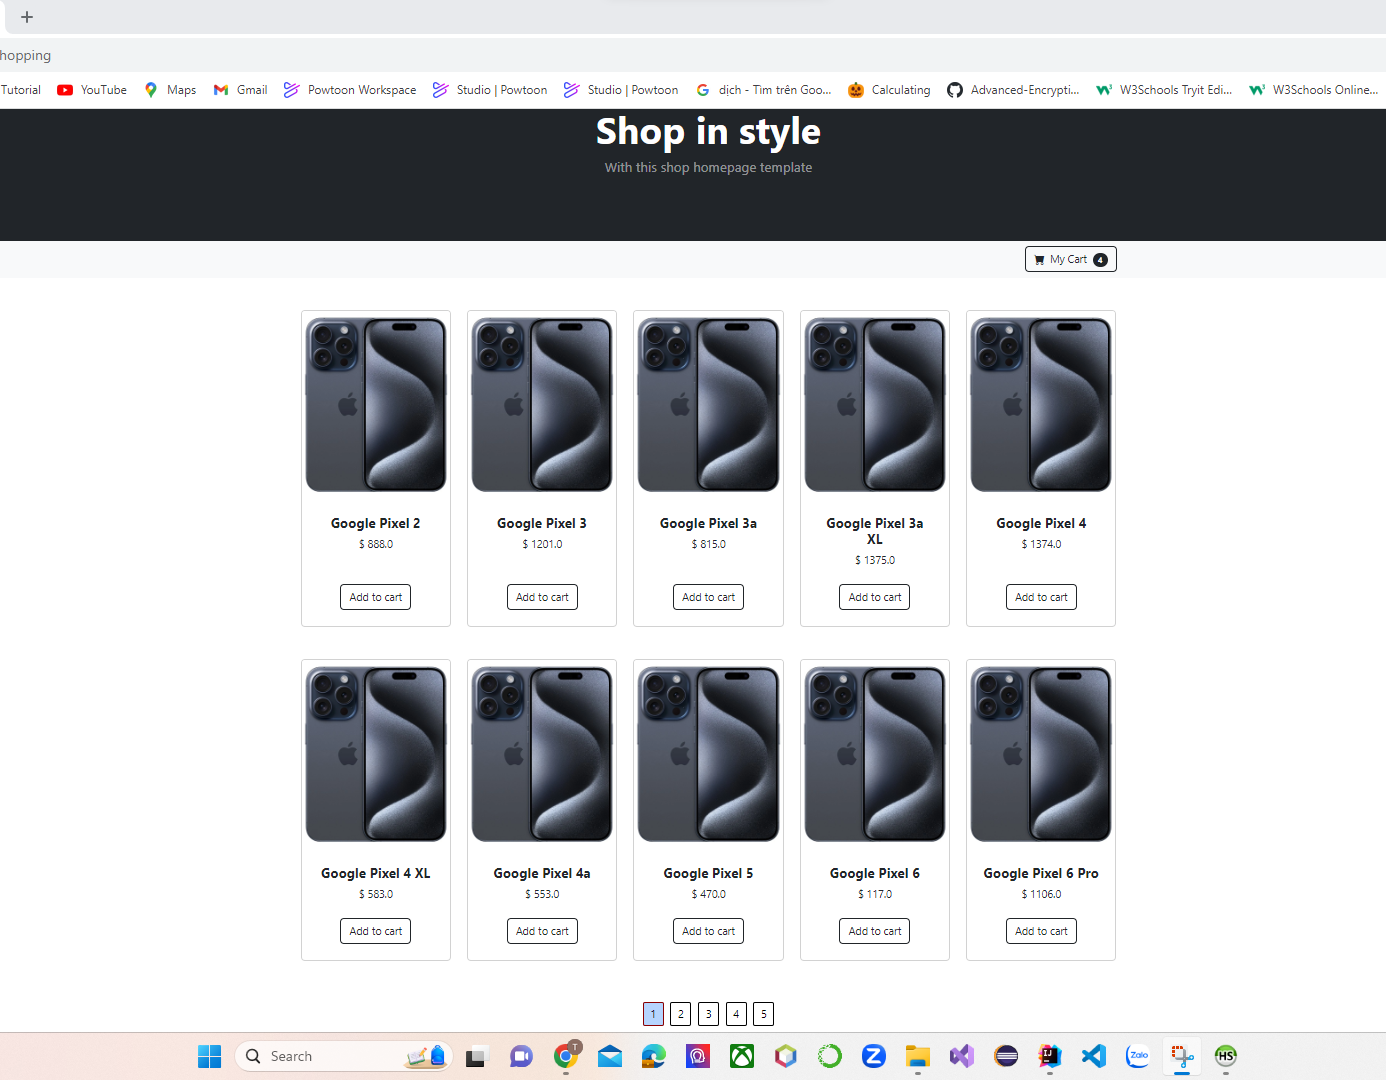 hopping
Tutorial YouTube Maps Gmail Powtoon Workspace Studio | Powtoon Studio | Powtoon dịch - Tìm trên Goo... Calculating Advanced-Encrypti... W3Schools Tryit Edi... W3Schools Online...
Shop in style
With this shop homepage template
My Cart 4
Google Pixel 2
$ 888.0
Add to cart
Google Pixel 3
$ 1201.0
Add to cart
Google Pixel 3a
$ 815.0
Add to cart
Google Pixel 3a
XL
$ 1375.0
Add to cart
Google Pixel 4
$ 1374.0
Add to cart
Google Pixel 4 XL
$ 583.0
Add to cart
Google Pixel 4a
$ 553.0
Add to cart
Google Pixel 5
$ 470.0
Add to cart
Google Pixel 6
$ 117.0
Add to cart
Google Pixel 6 Pro
$ 1106.0
Add to cart
1 2 3 4 5
Search T Z IJ Zalo HS